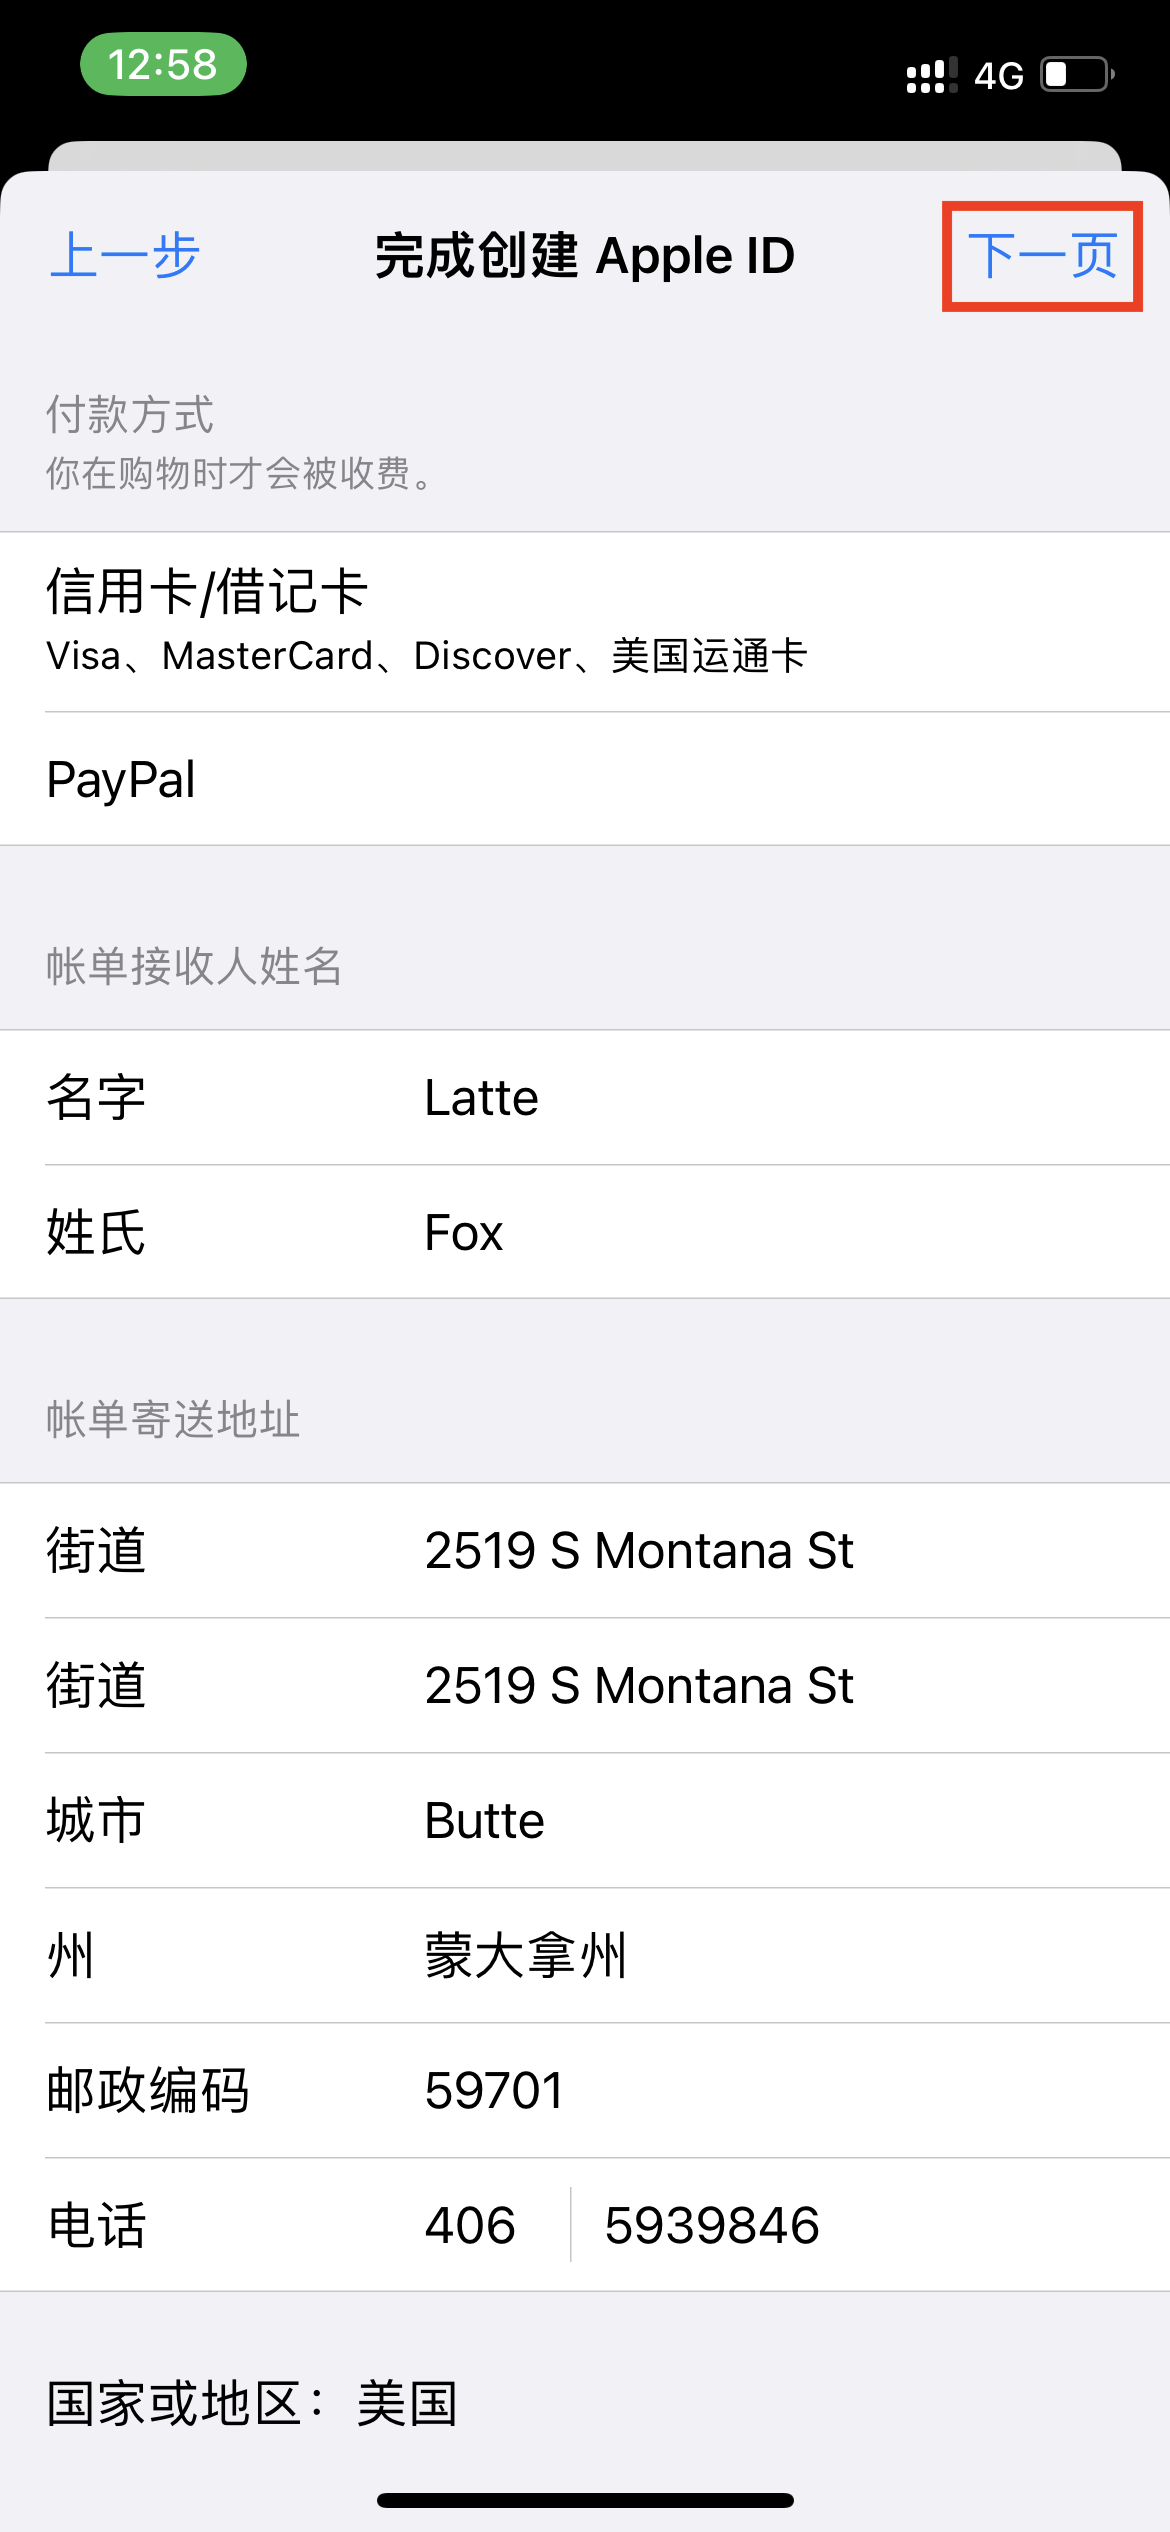 12:58
4G
上一步 完成创建 Apple ID 下一页
付款方式
你在购物时才会被收费。
信用卡/借记卡
Visa、MasterCard、Discover、美国运通卡
PayPal
帐单接收人姓名
名字 Latte
姓氏 Fox
帐单寄送地址
街道 2519 S Montana St
街道 2519 S Montana St
城市 Butte
州 蒙大拿州
邮政编码 59701
电话 406 5939846
国家或地区：美国